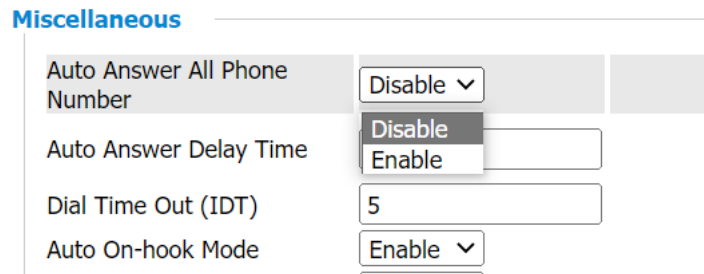 Miscellaneous
Auto Answer All Phone
Number
Disable
Disable
Enable
Auto Answer Delay Time
Dial Time Out (IDT)
5
Auto On-hook Mode
Enable